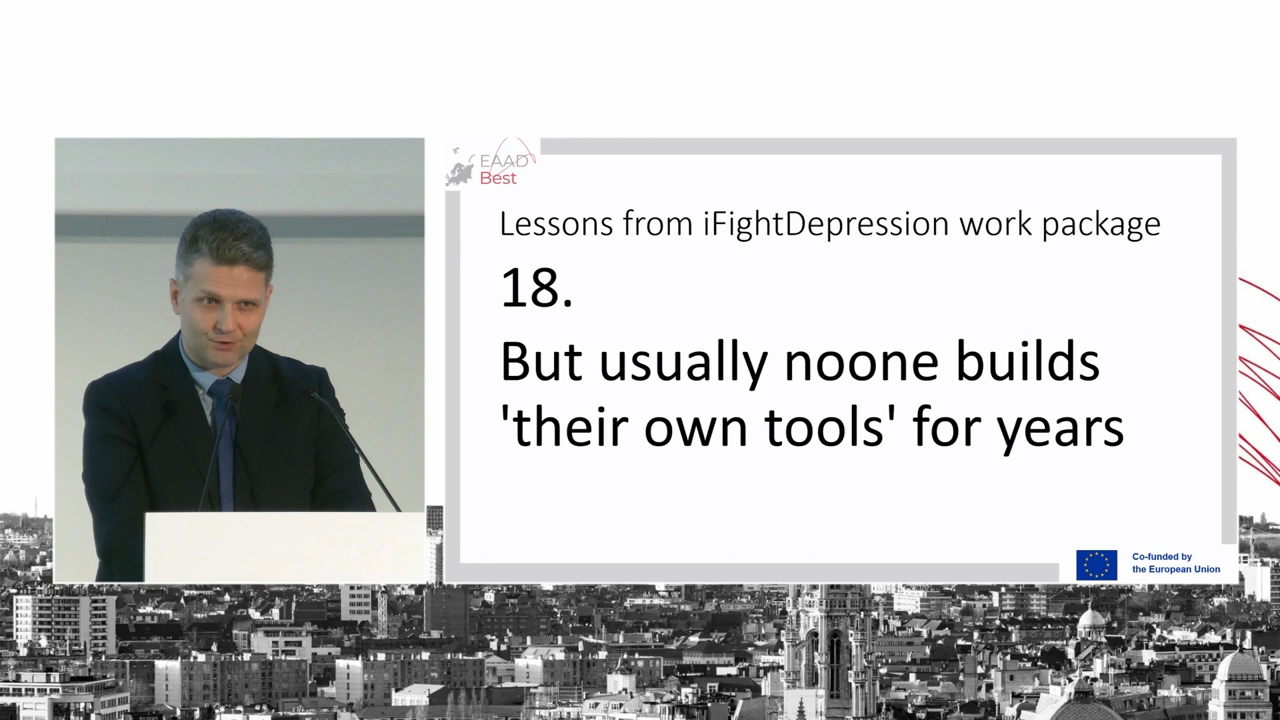 EAAD
Best
Lessons from iFightDepression work package
18.
But usually noone builds
'their own tools' for years
Co-funded by
the European Union